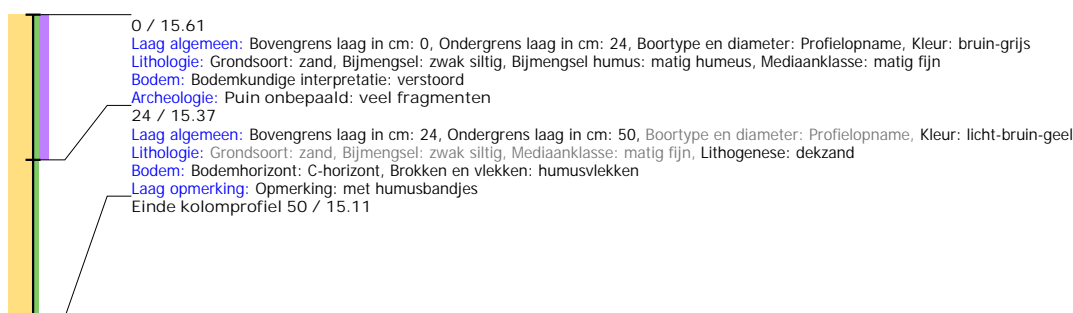 0 / 15.61
Laag algemeen: Bovengrens laag in cm: 0, Ondergrens laag in cm: 24, Boortype en diameter: Profielopname, Kleur: bruin-grijs
Lithologie: Grondsoort: zand, Bijmengsel: zwak siltig, Bijmengsel humus: matig humeus, Mediaanklasse: matig fijn
Bodem: Bodemkundige interpretatie: verstoord
Archeologie: Puin onbepaald: veel fragmenten
24 / 15.37
Laag algemeen: Bovengrens laag in cm: 24, Ondergrens laag in cm: 50, Boortype en diameter: Profielopname, Kleur: licht-bruin-geel
Lithologie: Grondsoort: zand, Bijmengsel: zwak siltig, Mediaanklasse: matig fijn, Lithogenese: dekzand
Bodem: Bodemhorizont: C-horizont, Brokken en vlekken: humusvlekken
Laag opmerking: Opmerking: met humusbandjes
Einde kolomprofiel 50 / 15.11